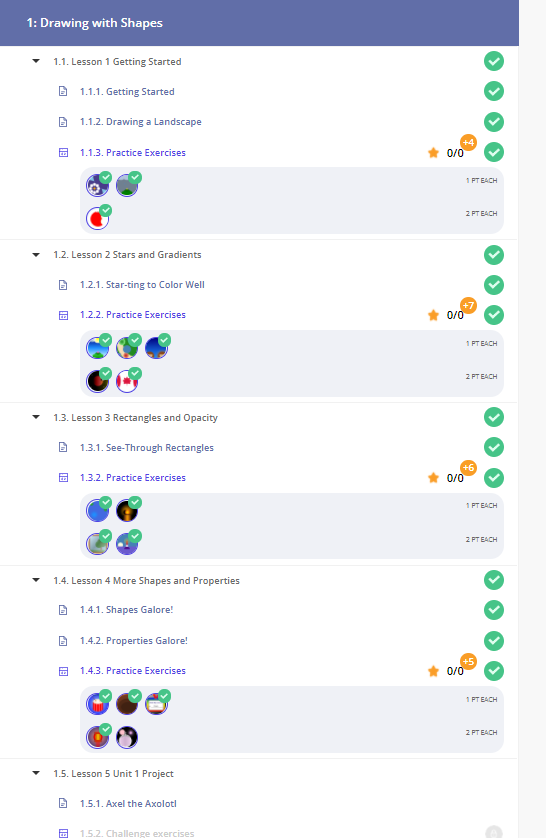 1: Drawing with Shapes
1.1. Lesson 1 Getting Started
1.1.1. Getting Started
1.1.2. Drawing a Landscape
1.1.3. Practice Exercises 0/0 +4
1 PT EACH
2 PT EACH
1.2. Lesson 2 Stars and Gradients
1.2.1. Star-ting to Color Well
1.2.2. Practice Exercises 0/0 +7
1 PT EACH
2 PT EACH
1.3. Lesson 3 Rectangles and Opacity
1.3.1. See-Through Rectangles
1.3.2. Practice Exercises 0/0 +6
1 PT EACH
2 PT EACH
1.4. Lesson 4 More Shapes and Properties
1.4.1. Shapes Galore!
1.4.2. Properties Galore!
1.4.3. Practice Exercises 0/0 +5
1 PT EACH
2 PT EACH
1.5. Lesson 5 Unit 1 Project
1.5.1. Axel the Axolotl
1.5.2. Challenge exercises